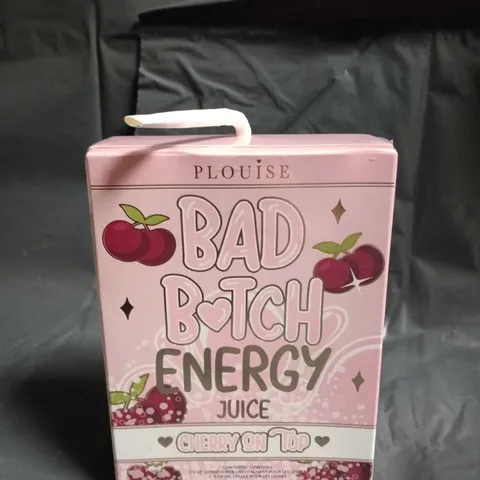 PLOUISE
BAD
B♥TCH
ENERGY
JUICE
♥ CHERRY ON TOP ♥